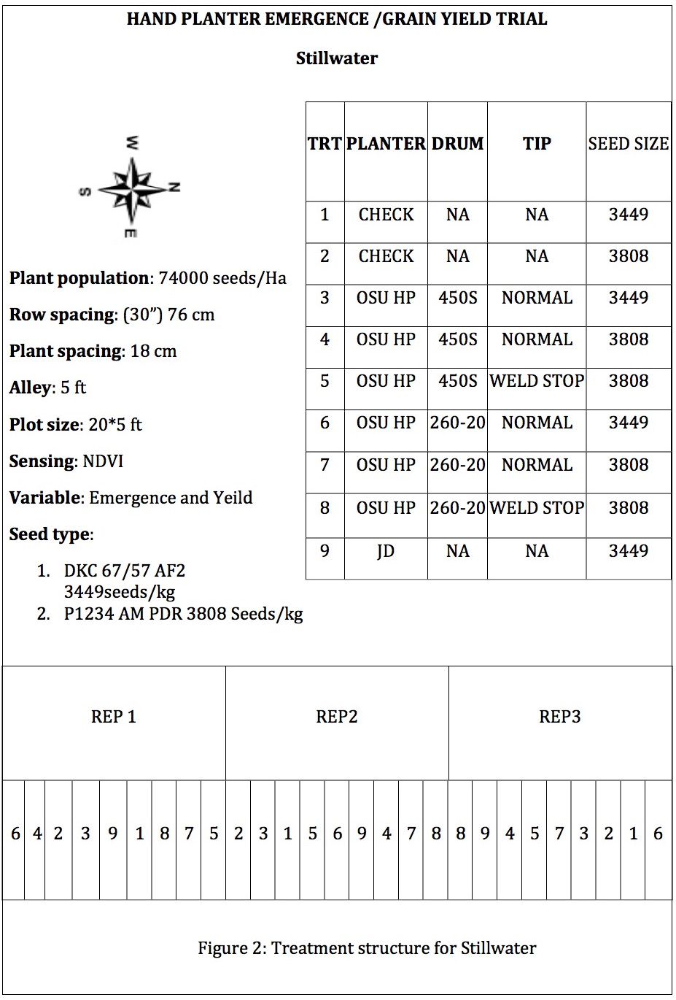 HAND PLANTER EMERGENCE /GRAIN YIELD TRIAL
Stillwater
W
N
S
E
Plant population: 74000 seeds/Ha
Row spacing: (30”) 76 cm
Plant spacing: 18 cm
Alley: 5 ft
Plot size: 20*5 ft
Sensing: NDVI
Variable: Emergence and Yeild
Seed type:
1. DKC 67/57 AF2
3449seeds/kg
2. P1234 AM PDR 3808 Seeds/kg
TRT PLANTER DRUM TIP SEED SIZE
1 CHECK NA NA 3449
2 CHECK NA NA 3808
3 OSU HP 450S NORMAL 3449
4 OSU HP 450S NORMAL 3808
5 OSU HP 450S WELD STOP 3808
6 OSU HP 260-20 NORMAL 3449
7 OSU HP 260-20 NORMAL 3808
8 OSU HP 260-20 WELD STOP 3808
9 JD NA NA 3449
REP 1 REP2 REP3
6 4 2 3 9 1 8 7 5 2 3 1 5 6 9 4 7 8 8 9 4 5 7 3 2 1 6
Figure 2: Treatment structure for Stillwater